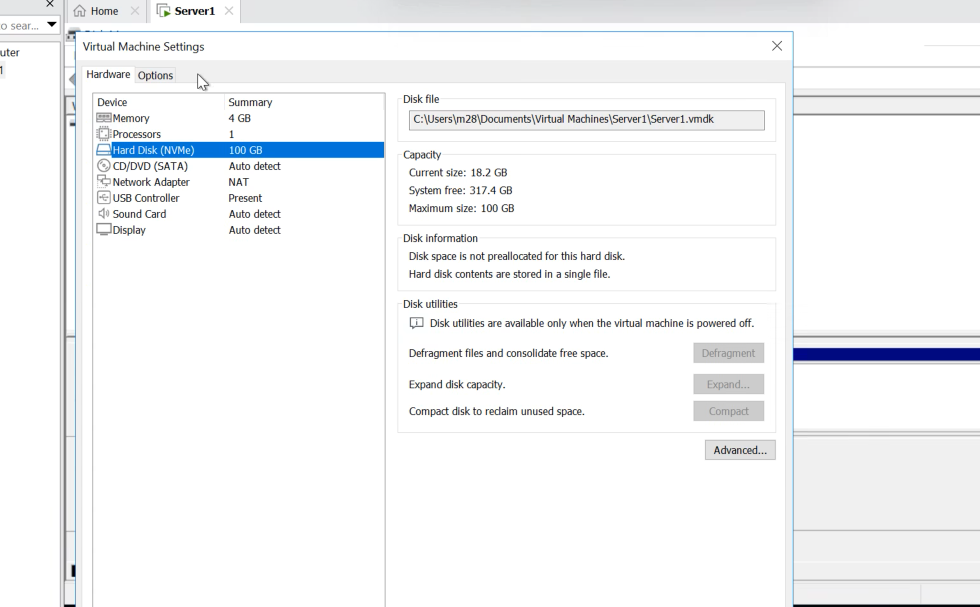 Home
Server1
o sear...
uter
1
Virtual Machine Settings
Hardware
Options
Device Summary
Memory 4 GB
Processors 1
Hard Disk (NVMe) 100 GB
CD/DVD (SATA) Auto detect
Network Adapter NAT
USB Controller Present
Sound Card Auto detect
Display Auto detect
Disk file
C:\Users\m28\Documents\Virtual Machines\Server1\Server1.vmdk
Capacity
Current size: 18.2 GB
System free: 317.4 GB
Maximum size: 100 GB
Disk information
Disk space is not preallocated for this hard disk.
Hard disk contents are stored in a single file.
Disk utilities
Disk utilities are available only when the virtual machine is powered off.
Defragment files and consolidate free space.
Defragment
Expand disk capacity.
Expand...
Compact disk to reclaim unused space.
Compact
Advanced...